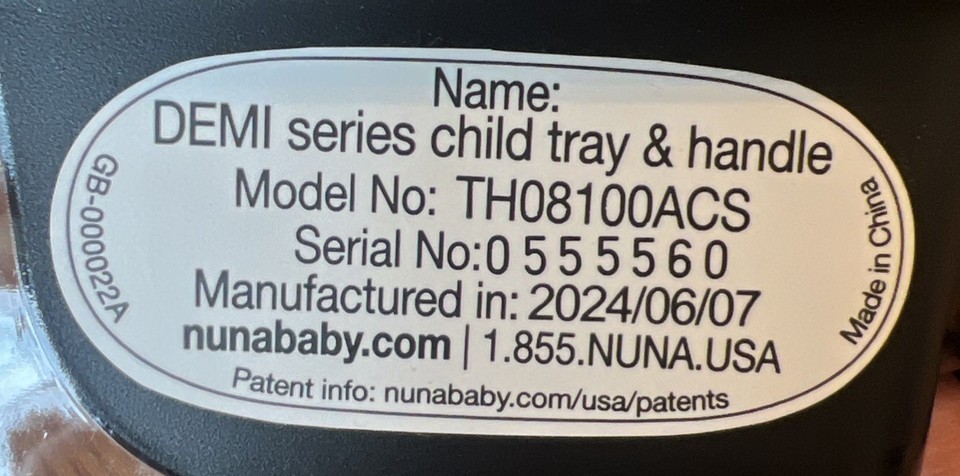 Name:
DEMI series child tray & handle
Model No: TH08100ACS
Serial No:0 5 5 5 5 6 0
Manufactured in: 2024/06/07
nunababy.com | 1.855.NUNA.USA
Patent info: nunababy.com/usa/patents
GB-000022A
Made in China